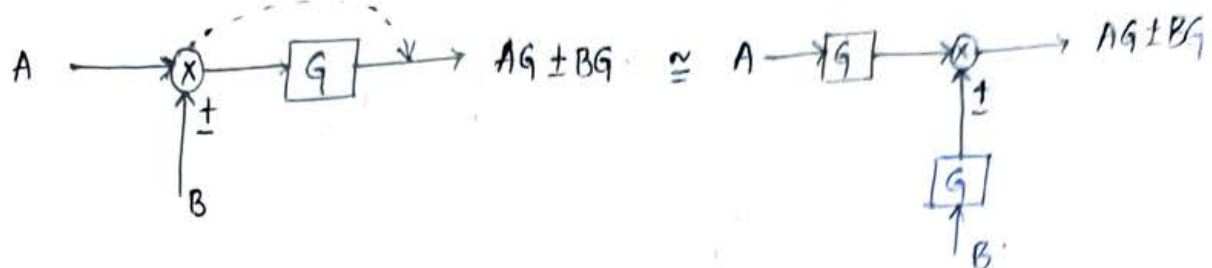 A × G AG ± BG ≅ A G × AG ± BG
± ±
B G
B